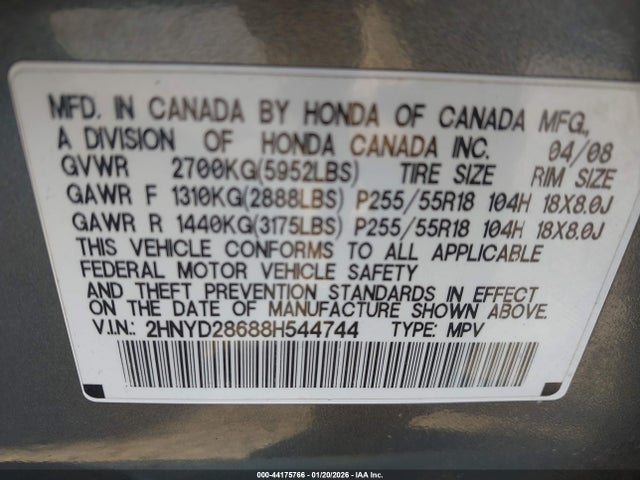 MFD. IN CANADA BY HONDA OF CANADA MFG.,
A DIVISION OF HONDA CANADA INC. 04/08
GVWR 2700KG(5952LBS) TIRE SIZE RIM SIZE
GAWR F 1310KG(2888LBS) P255/55R18 104H 18X8.0J
GAWR R 1440KG(3175LBS) P255/55R18 104H 18X8.0J
THIS VEHICLE CONFORMS TO ALL APPLICABLE
FEDERAL MOTOR VEHICLE SAFETY
AND THEFT PREVENTION STANDARDS IN EFFECT
ON THE DATE OF MANUFACTURE SHOWN ABOVE.
V.I.N.: 2HNYD28688H544744 TYPE: MPV
000-44175766 - 01/20/2026 - IAA Inc.